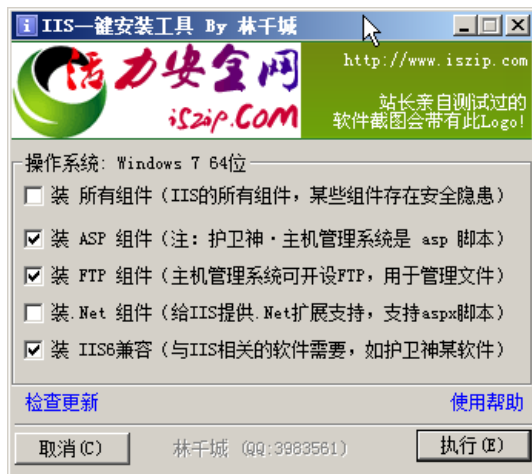 IIS一鍵安装工具 By 林千城
活力安全网
iszip.COM
http://www.iszip.com
站长亲自测试过的
软件截图会带有此Logo!
操作系统: Windows 7 64位
装 所有组件 (IIS的所有组件,某些组件存在安全隐患)
装 ASP 组件 (注: 护卫神·主机管理系统是 asp 脚本)
装 FTP 组件 (主机管理系统可开设FTP,用于管理文件)
装.Net 组件 (给IIS提供.Net扩展支持,支持aspx脚本)
装 IIS6兼容 (与IIS相关的软件需要,如护卫神某软件)
检查更新 使用帮助
取消(C) 林千城 (QQ:3983561) 执行(E)